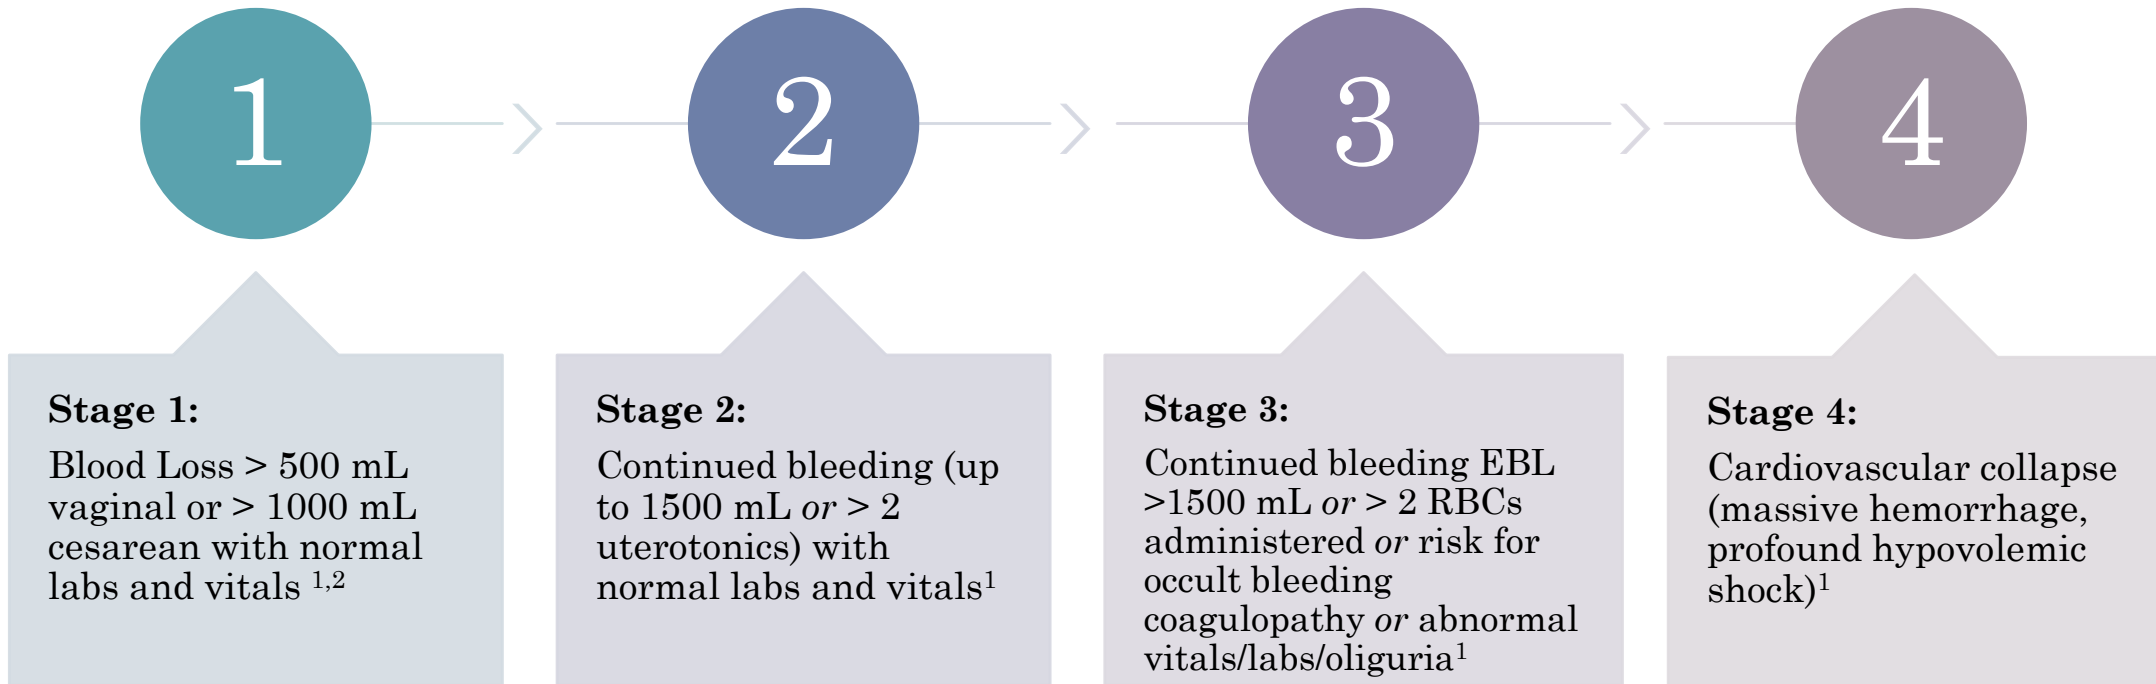 1
2
3
4
Stage 1:
Blood Loss > 500 mL
vaginal or > 1000 mL
cesarean with normal
labs and vitals 1,2
Stage 2:
Continued bleeding (up
to 1500 mL or > 2
uterotonics) with
normal labs and vitals1
Stage 3:
Continued bleeding EBL
>1500 mL or > 2 RBCs
administered or risk for
occult bleeding
coagulopathy or abnormal
vitals/labs/oliguria1
Stage 4:
Cardiovascular collapse
(massive hemorrhage,
profound hypovolemic
shock)1